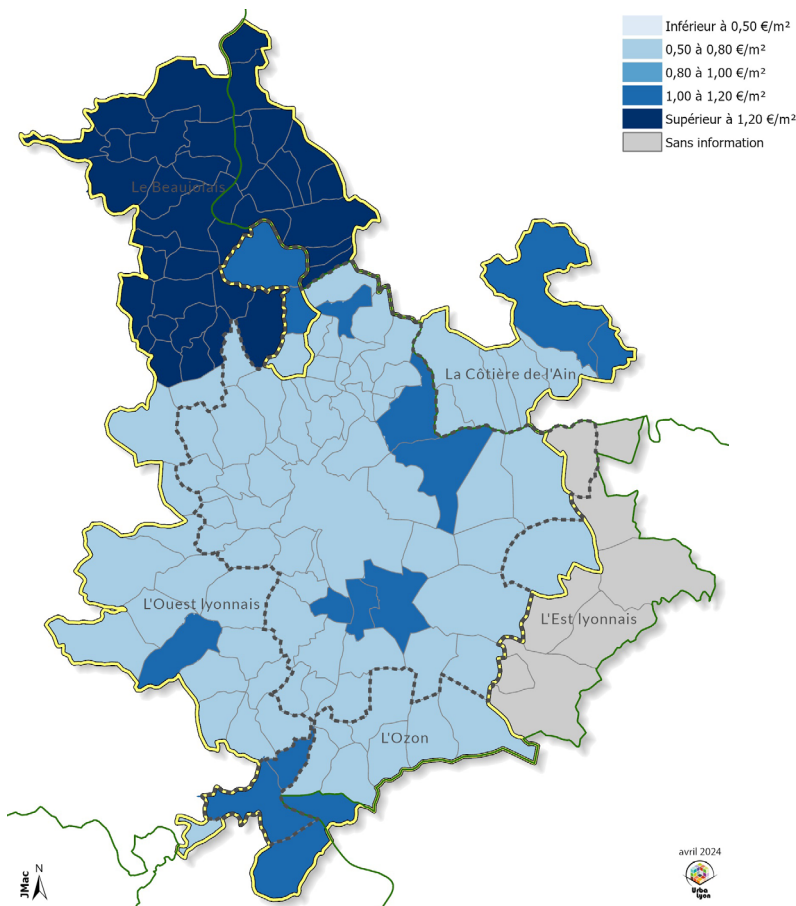 Inférieur à 0,50 €/m²
0,50 à 0,80 €/m²
0,80 à 1,00 €/m²
1,00 à 1,20 €/m²
Supérieur à 1,20 €/m²
Sans information
Le Beaujolais
La Côtière de l'Ain
L'Ouest lyonnais
L'Est lyonnais
L'Ozon
avril 2024
JMac
N
Urba
Lyon